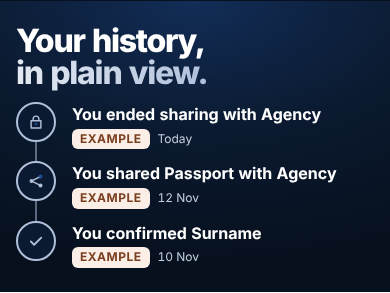 Your history,
in plain view.
You ended sharing with Agency
EXAMPLE Today
You shared Passport with Agency
EXAMPLE 12 Nov
You confirmed Surname
EXAMPLE 10 Nov